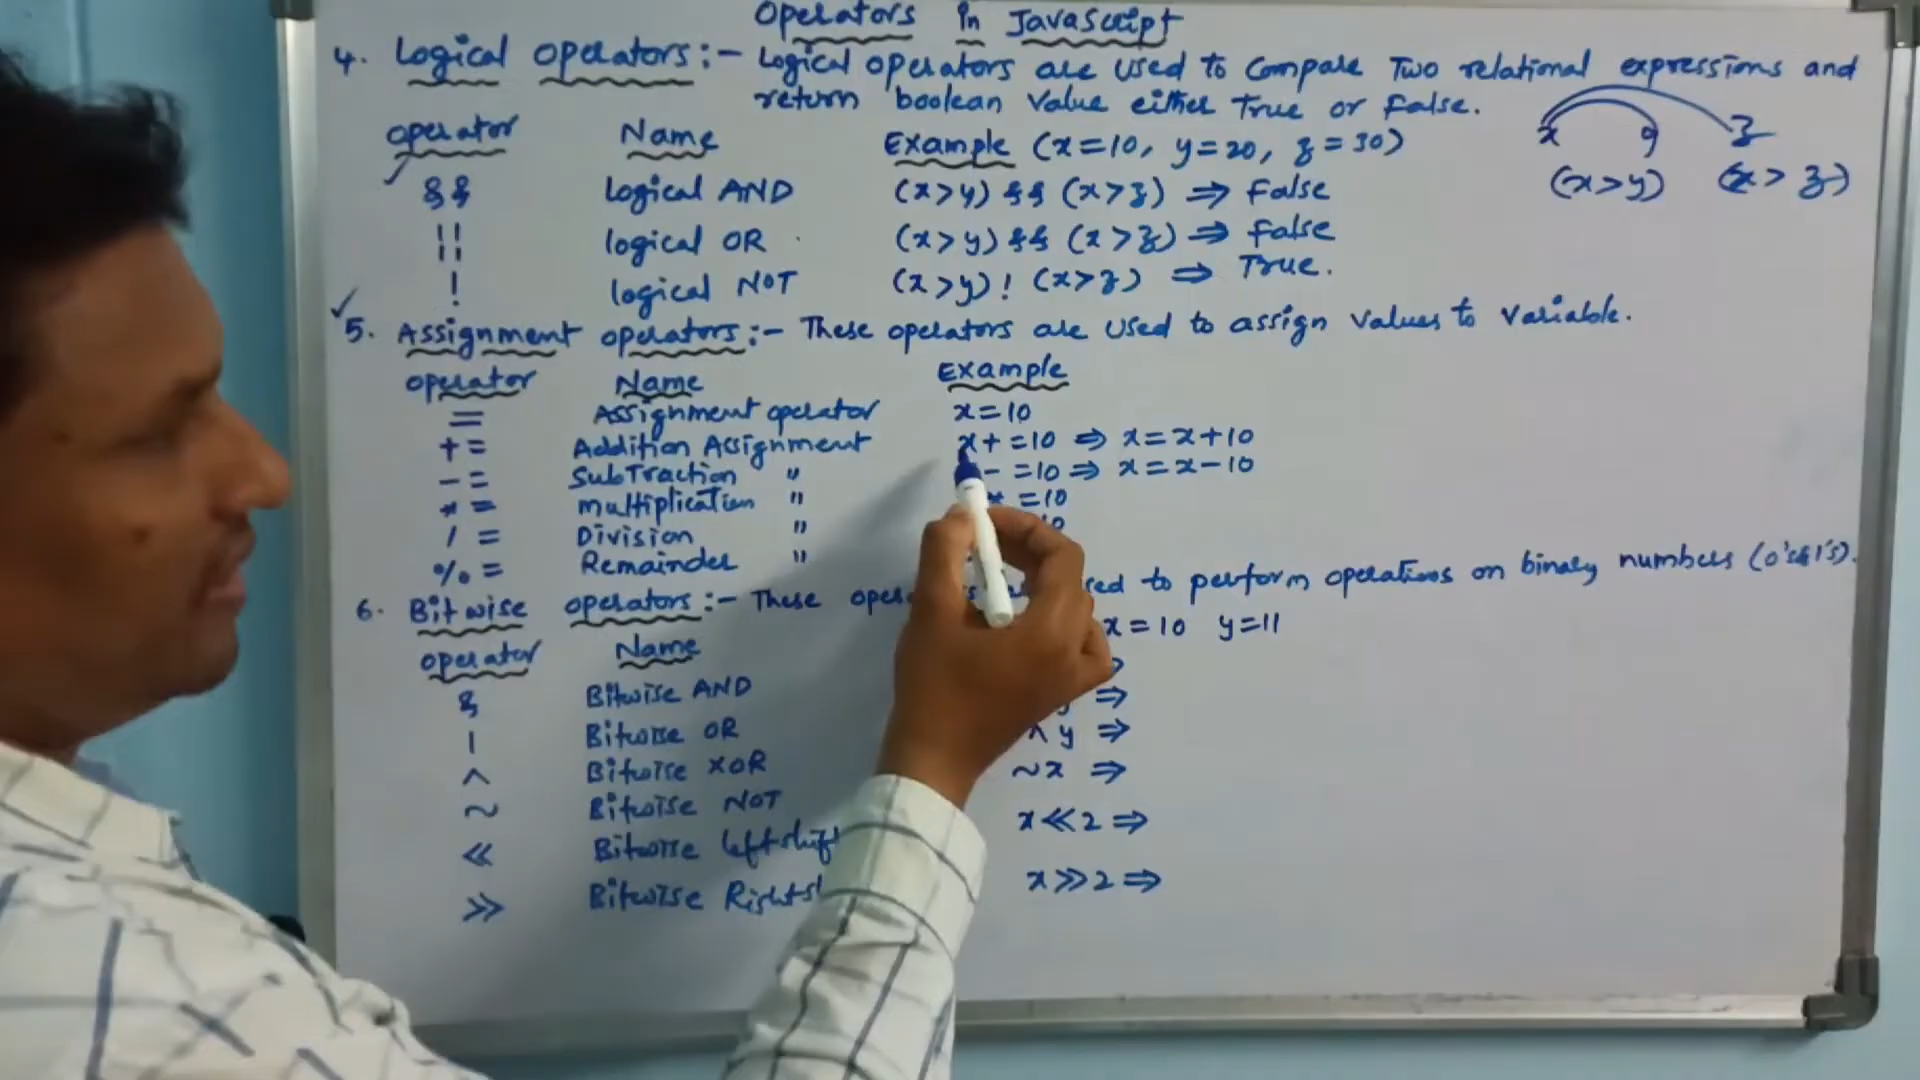 Operators in JavaScript
4. Logical operators:- Logical operators are used to compare Two relational expressions and
return boolean value either True or False.
operator Name Example (x=10, y=20, z=30)
&& Logical AND (x>y) && (x>z) ⇒ False
|| logical OR (x>y) && (x>z) ⇒ False
! logical NOT (x>y) ! (x>z) ⇒ True.
x y z
(x>y) (x>z)
5. Assignment operators:- These operators are used to assign values to variable.
operator Name Example
= Assignment operator x=10
+= Addition Assignment x+=10 ⇒ x=x+10
-= SubTraction " -=10 ⇒ x=x-10
*= multiplication " *=10
/= Division "
%= Remainder "
6. Bitwise operators:- These to perform operations on binary numbers (0's&1's).
operator Name x=10 y=11
& Bitwise AND ⇒
| Bitwise OR y ⇒
^ Bitwise XOR ^ y ⇒
~ Bitwise NOT ~x ⇒
<< Bitwise leftshift x<<2 ⇒
>> Bitwise x>>2 ⇒